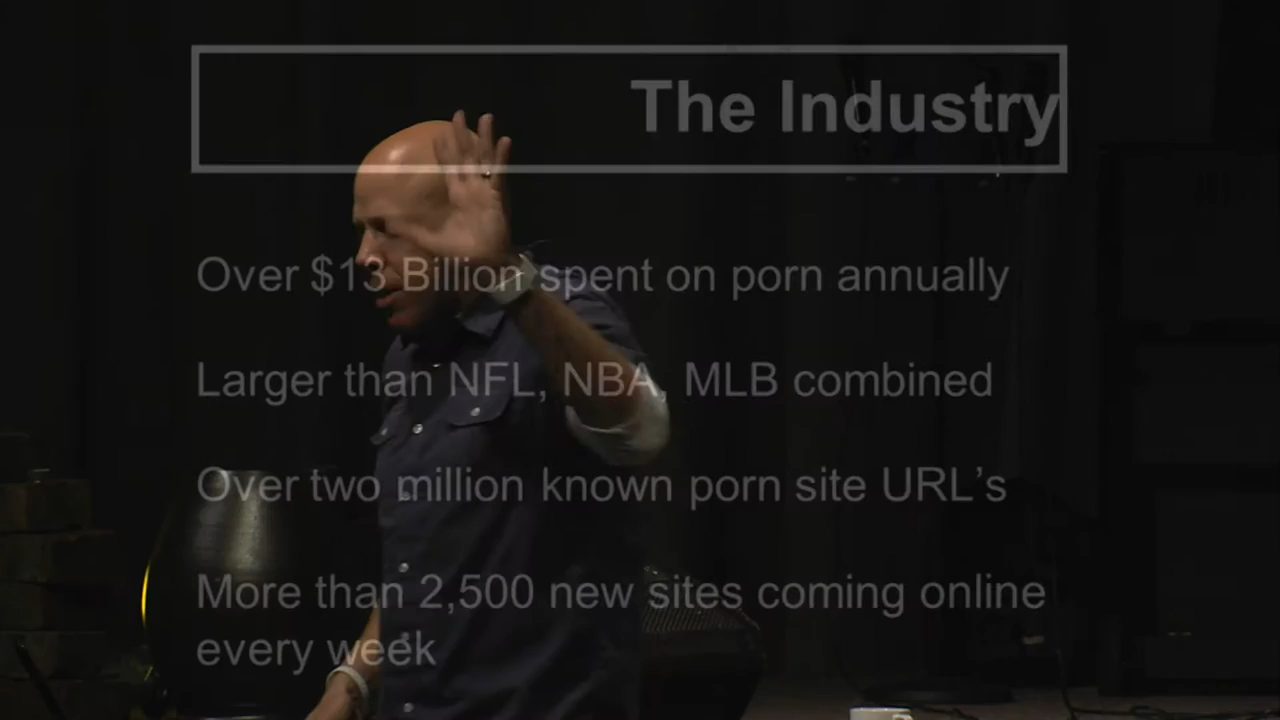 The Industry
Over $13 Billion spent on porn annually
Larger than NFL, NBA, MLB combined
Over two million known porn site URL’s
More than 2,500 new sites coming online
every week